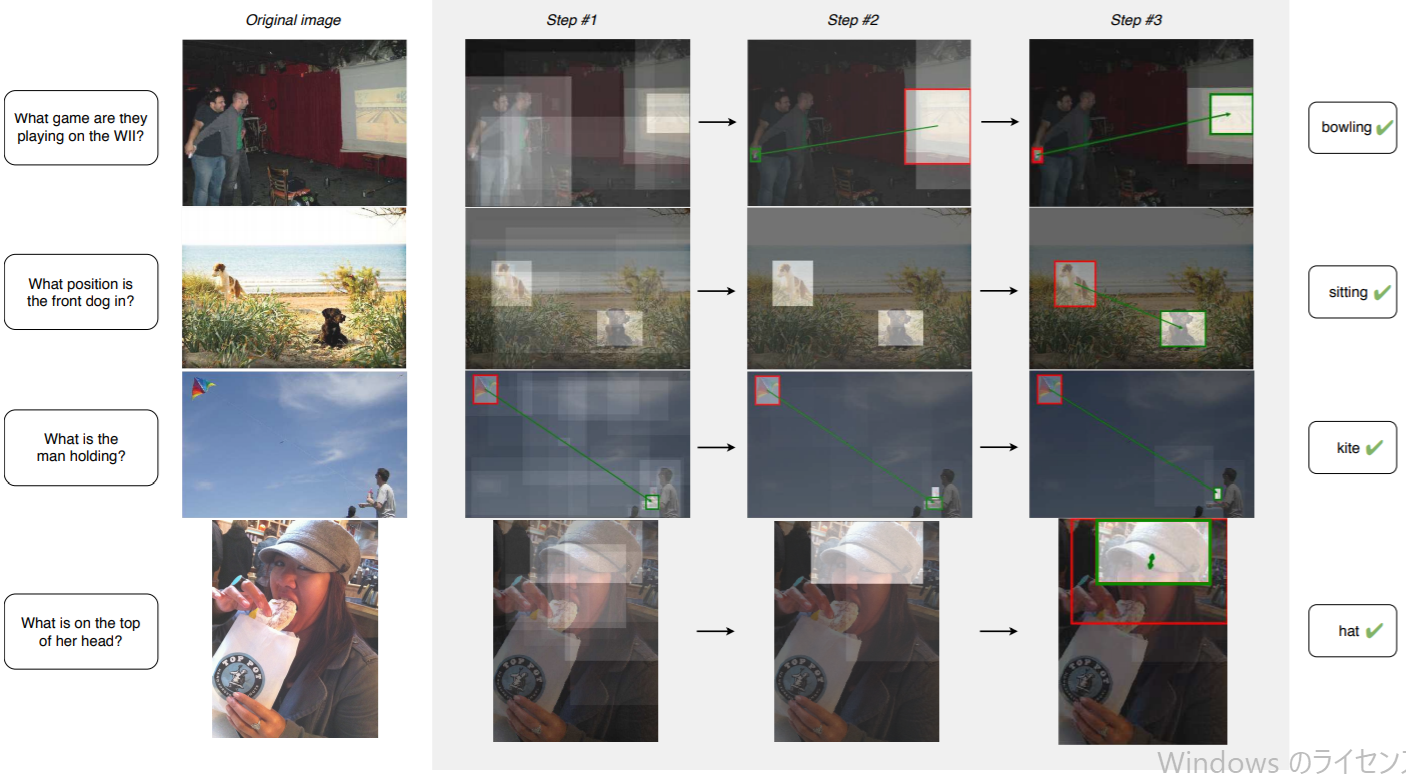 Original image
Step #1
Step #2
Step #3
What game are they
playing on the WII?
bowling
What position is
the front dog in?
sitting
What is the
man holding?
kite
What is on the top
of her head?
TOP POT
hat
Windows のライセンス